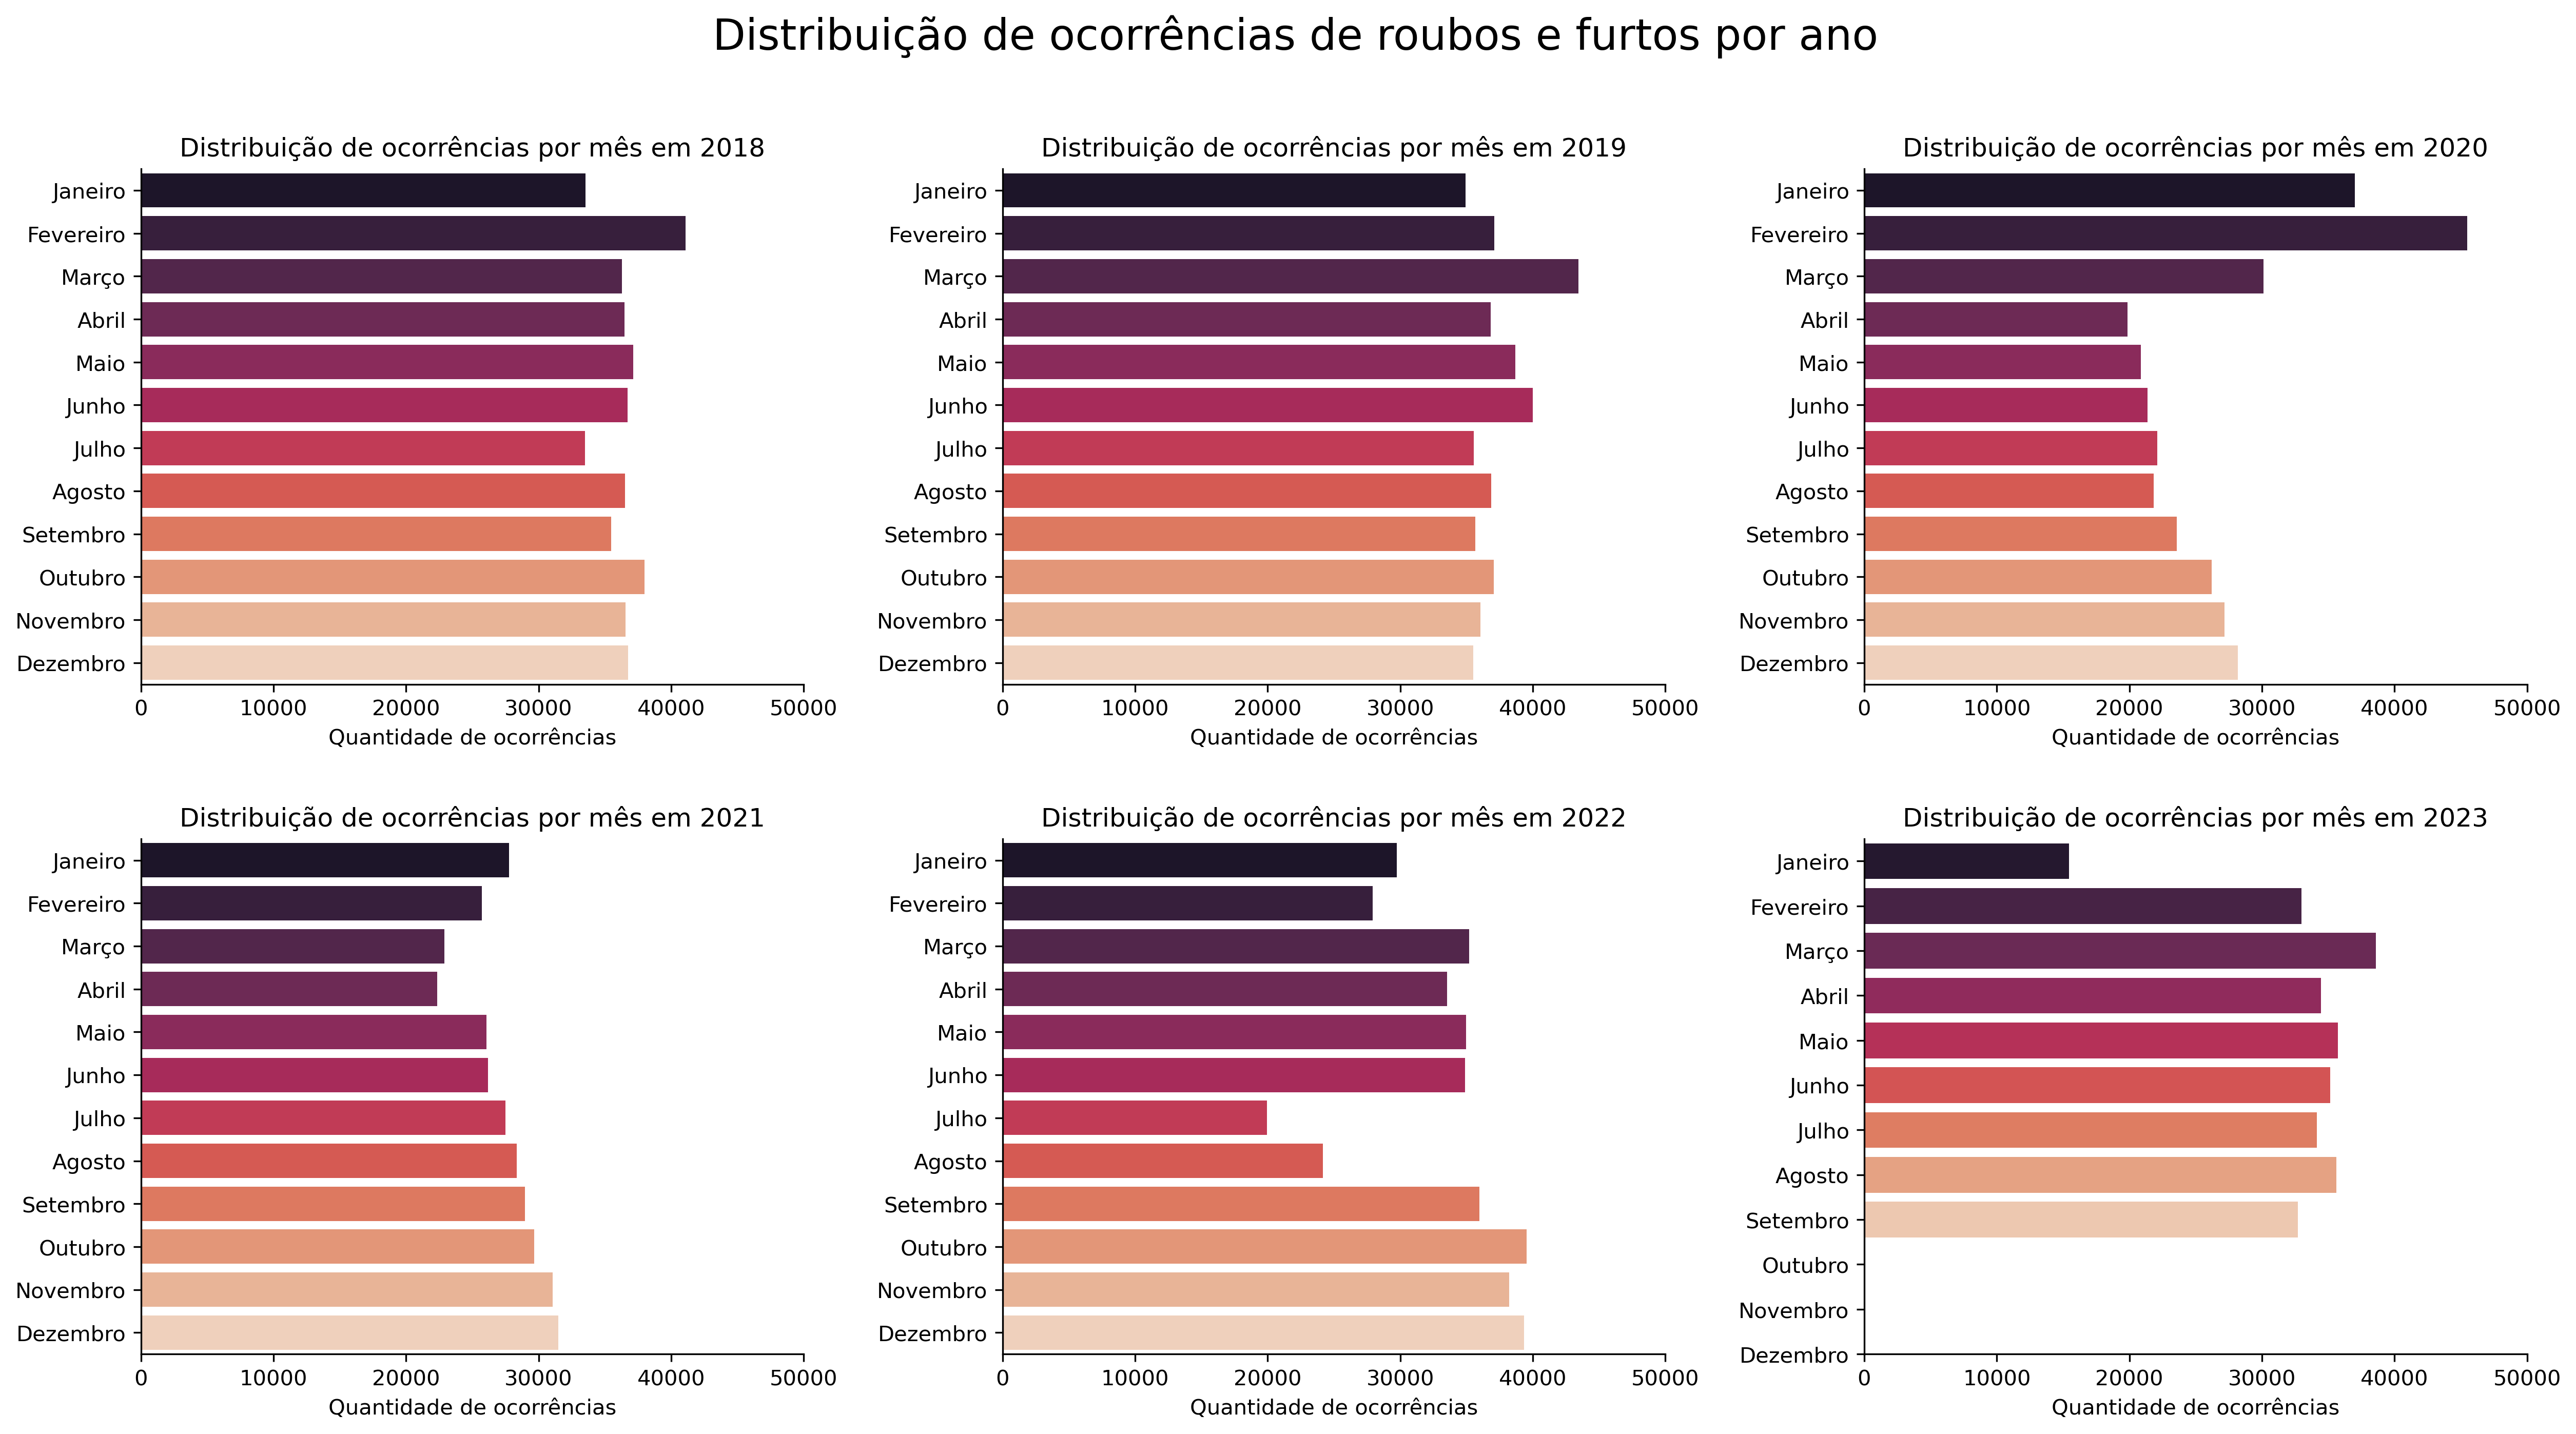 Distribuição de ocorrências de roubos e furtos por ano
Distribuição de ocorrências por mês em 2018
Janeiro
Fevereiro
Março
Abril
Maio
Junho
Julho
Agosto
Setembro
Outubro
Novembro
Dezembro
0 10000 20000 30000 40000 50000
Quantidade de ocorrências
Distribuição de ocorrências por mês em 2019
Janeiro
Fevereiro
Março
Abril
Maio
Junho
Julho
Agosto
Setembro
Outubro
Novembro
Dezembro
0 10000 20000 30000 40000 50000
Quantidade de ocorrências
Distribuição de ocorrências por mês em 2020
Janeiro
Fevereiro
Março
Abril
Maio
Junho
Julho
Agosto
Setembro
Outubro
Novembro
Dezembro
0 10000 20000 30000 40000 50000
Quantidade de ocorrências
Distribuição de ocorrências por mês em 2021
Janeiro
Fevereiro
Março
Abril
Maio
Junho
Julho
Agosto
Setembro
Outubro
Novembro
Dezembro
0 10000 20000 30000 40000 50000
Quantidade de ocorrências
Distribuição de ocorrências por mês em 2022
Janeiro
Fevereiro
Março
Abril
Maio
Junho
Julho
Agosto
Setembro
Outubro
Novembro
Dezembro
0 10000 20000 30000 40000 50000
Quantidade de ocorrências
Distribuição de ocorrências por mês em 2023
Janeiro
Fevereiro
Março
Abril
Maio
Junho
Julho
Agosto
Setembro
Outubro
Novembro
Dezembro
0 10000 20000 30000 40000 50000
Quantidade de ocorrências